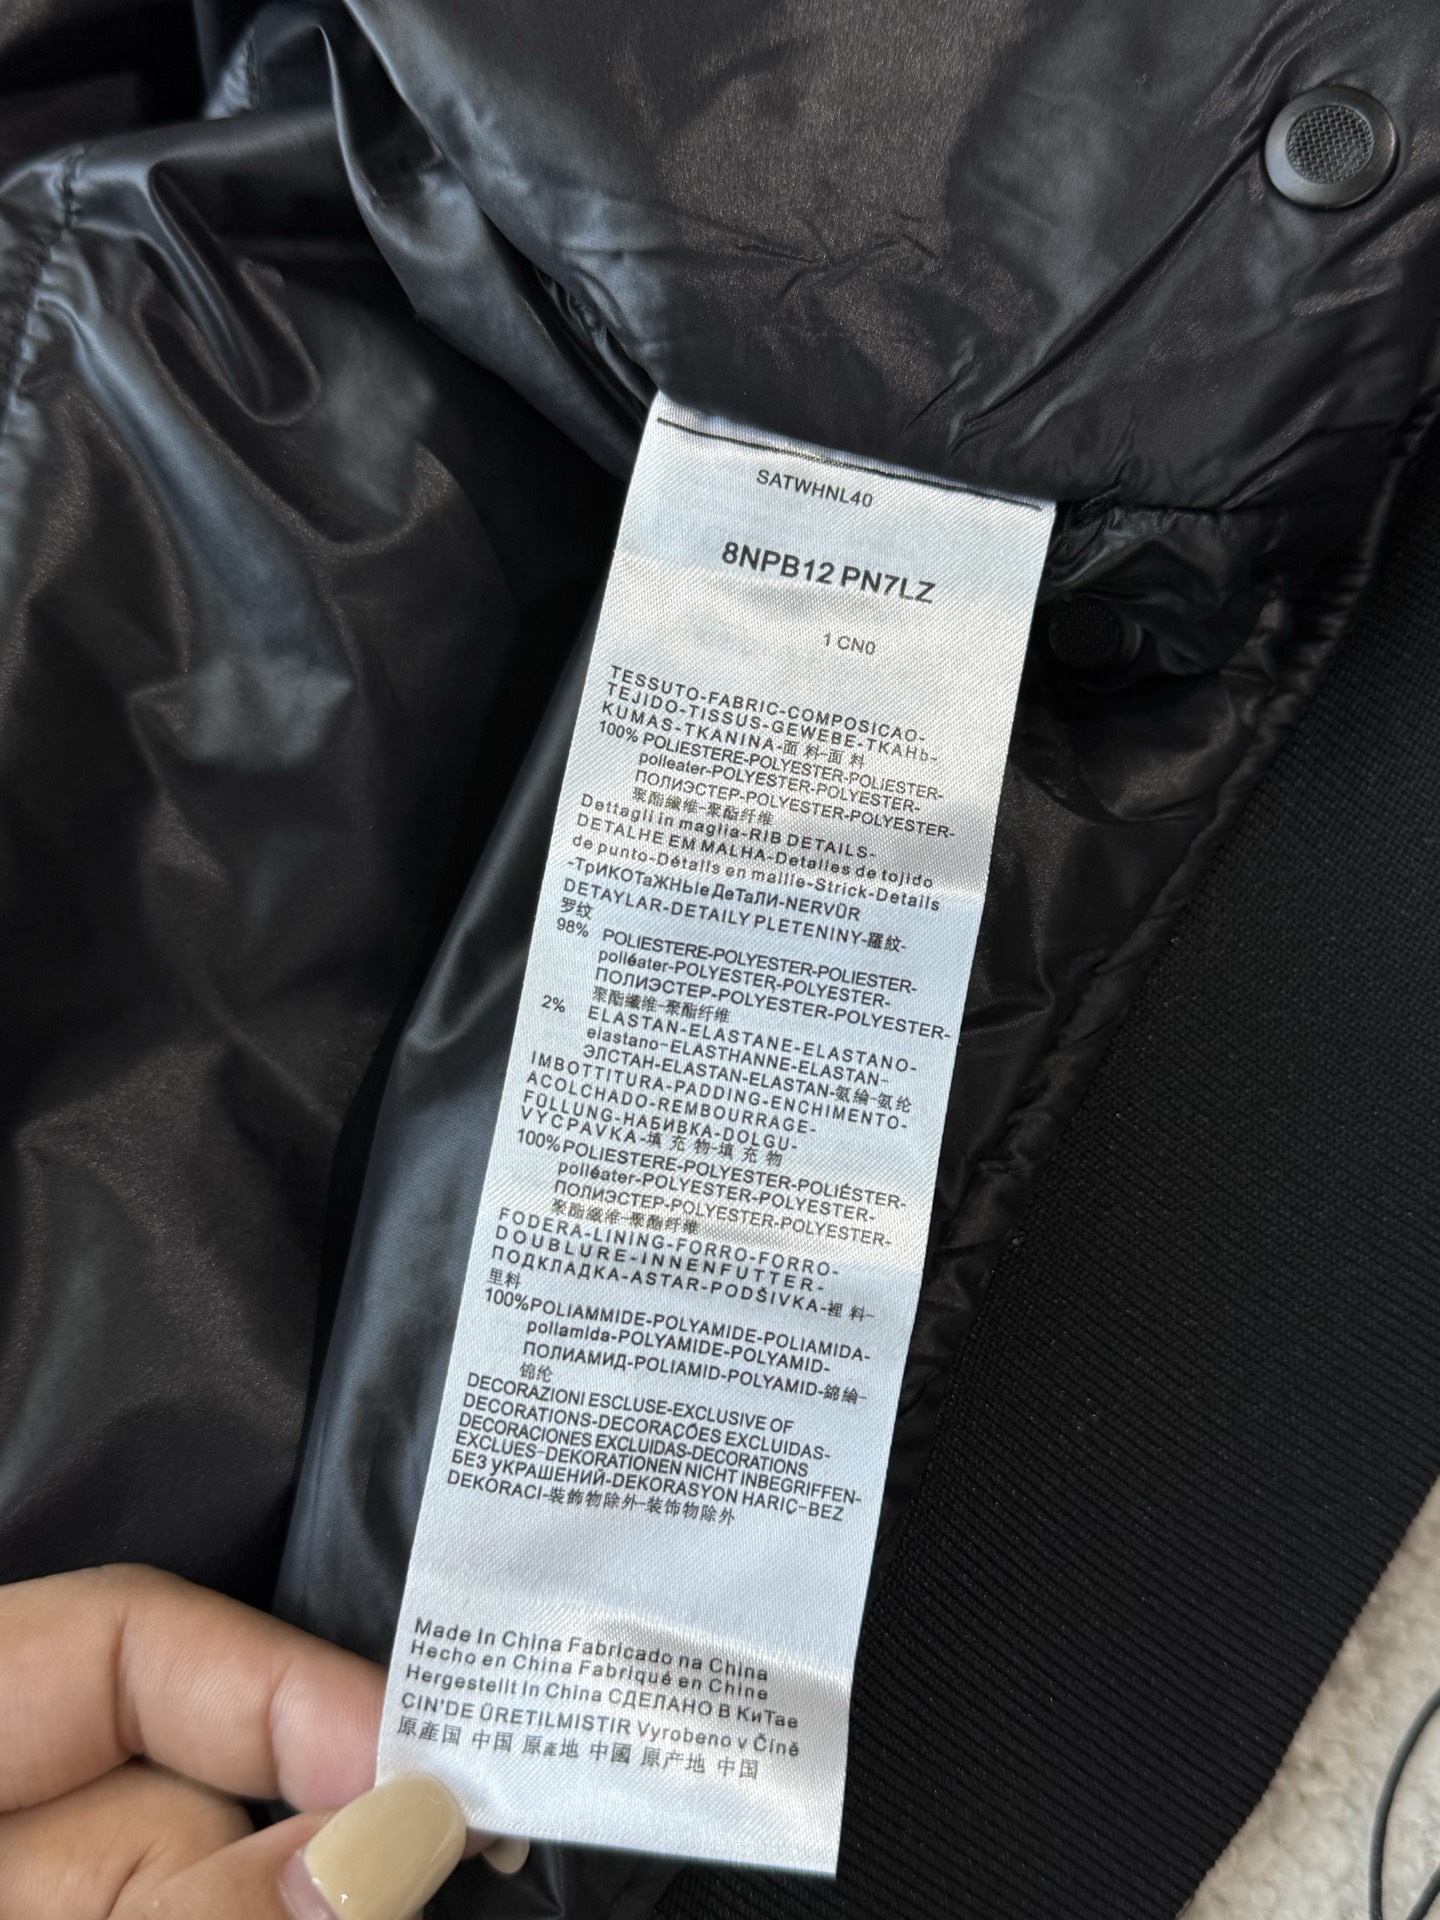 SATWHNL40
8NPB12 PN7LZ
1 CN0
TESSUTO-FABRIC-COMPOSICAO-
TEJIDO-TISSUS-GEWEBE-TKAHЬ-
KUMAS-TKANINA-面 料-面 料
100% POLIESTERE-POLYESTER-POLIESTER-
polleater-POLYESTER-POLYESTER-
ПОЛИЭСТЕР-POLYESTER-POLYESTER-
聚酯纖维-聚酯纤维
Dettagli in maglia-RIB DETAILS-
DETALHE EM MALHA-Detalles de tojido
de punto-Détails en mallle-Strick-Details
-ТрИКОТаЖНЫе ДеТаЛИ-NERVÜR
DETAYLAR-DETAILY PLETENINY-羅紋-
罗纹
98% POLIESTERE-POLYESTER-POLIESTER-
polléater-POLYESTER-POLYESTER-
ПОЛИЭСТЕР-POLYESTER-POLYESTER-
聚酯纖维-聚酯纤维
2% ELASTAN-ELASTANE-ELASTANO-
elastano-ELASTHANNE-ELASTAN-
ЭЛСТАН-ELASTAN-ELASTAN-氨綸-氨纶
IMBOTTITURA-PADDING-ENCHIMENTO-
ACOLCHADO-REMBOURRAGE-
FÜLLUNG-НАБИВКА-DOLGU-
VYCPAVKA-填 充 物-填 充 物
100%POLIESTERE-POLYESTER-POLIÉSTER-
polléater-POLYESTER-POLYESTER-
ПОЛИЭСТЕР-POLYESTER-POLYESTER-
聚酯纖维-聚酯纤维
FODERA-LINING-FORRO-FORRO-
DOUBLURE-INNENFUTTER-
ПОДКЛАДКА-ASTAR-PODŠIVKA-裡 料-
里料
100%POLIAMMIDE-POLYAMIDE-POLIAMIDA-
pollamlda-POLYAMIDE-POLYAMID-
ПОЛИАМИД-POLIAMID-POLYAMID-錦綸-
锦纶
DECORAZIONI ESCLUSE-EXCLUSIVE OF
DECORATIONS-DECORAÇÕES EXCLUIDAS-
DECORACIONES EXCLUIDAS-DECORATIONS
EXCLUES-DEKORATIONEN NICHT INBEGRIFFEN-
БЕЗ уКРАШЕНИЙ-DEKORASYON HARIÇ-BEZ
DEKORACI-装飾物除外-装饰物除外
Made In China Fabricado na China
Hecho en China Fabriqué en Chine
Hergestellt In China СДЕЛАНО В КиТае
ÇIN'DE ÜRETILMISTIR Vyrobeno v Číně
原產国 中国 原產地 中國 原产地 中国